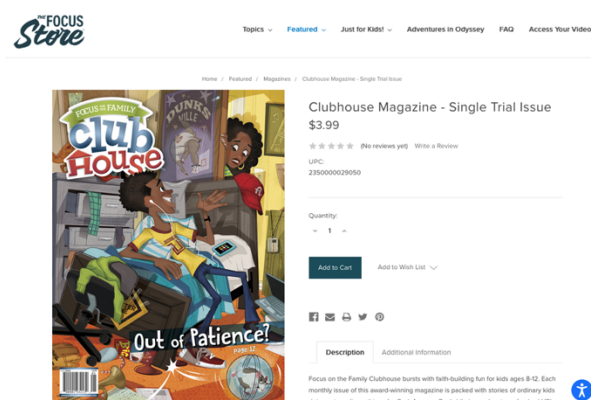 THE FOCUS
Store
Topics
Featured
Just for Kids!
Adventures in Odyssey
FAQ
Access Your Video
Home / Featured / Magazines / Clubhouse Magazine - Single Trial Issue
FOCUS ON THE FAMILY
club
HOUSE
DUNKS
VILLE
Out of Patience?
Page 12
Clubhouse Magazine - Single Trial Issue
$3.99
(No reviews yet) Write a Review
UPC:
2350000029050
Quantity:
1
Add to Cart
Add to Wish List
Description
Additional Information
Focus on the Family Clubhouse bursts with faith-building fun for kids ages 8-12. Each
monthly issue of this award-winning magazine is packed with stories of ordinary kids